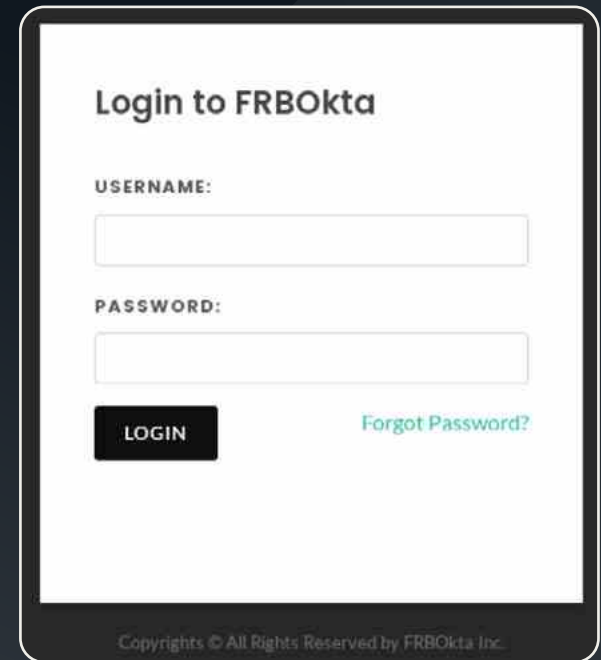 Login to FRBOkta
USERNAME:
PASSWORD:
LOGIN
Forgot Password?
Copyrights © All Rights Reserved by FRBOkta Inc.